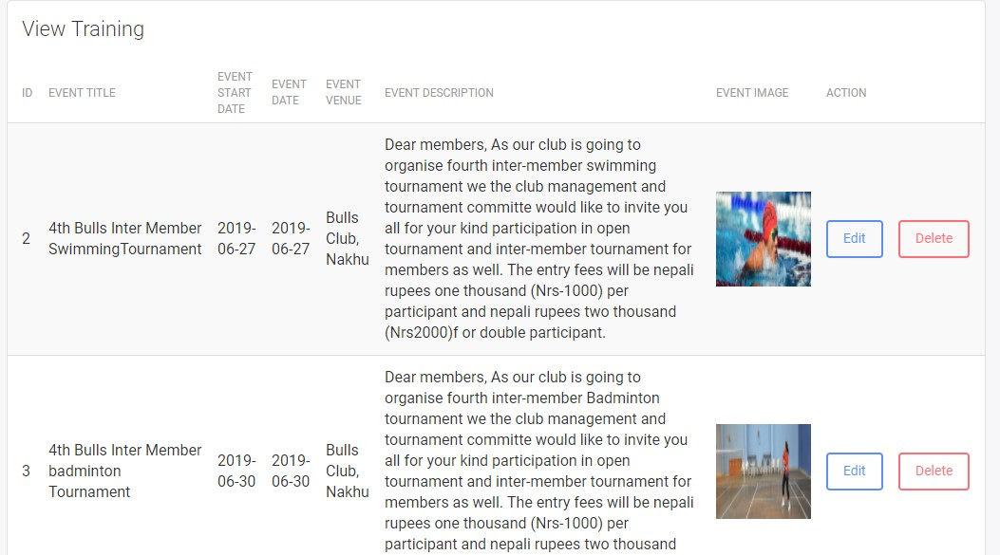 View Training
ID
EVENT TITLE
EVENT
START
DATE
EVENT
DATE
EVENT
VENUE
EVENT DESCRIPTION
EVENT IMAGE
ACTION
2
4th Bulls Inter Member
SwimmingTournament
2019-
06-27
2019-
06-27
Bulls
Club,
Nakhu
Dear members, As our club is going to
organise fourth inter-member swimming
tournament we the club management and
tournament committe would like to invite you
all for your kind participation in open
tournament and inter-member tournament for
members as well. The entry fees will be nepali
rupees one thousand (Nrs-1000) per
participant and nepali rupees two thousand
(Nrs2000)f or double participant.
Edit
Delete
3
4th Bulls Inter Member
badminton
Tournament
2019-
06-30
2019-
06-30
Bulls
Club,
Nakhu
Dear members, As our club is going to
organise fourth inter-member Badminton
tournament we the club management and
tournament committe would like to invite you
all for your kind participation in open
tournament and inter-member tournament for
members as well. The entry fees will be nepali
rupees one thousand (Nrs-1000) per
participant and nepali rupees two thousand
Edit
Delete